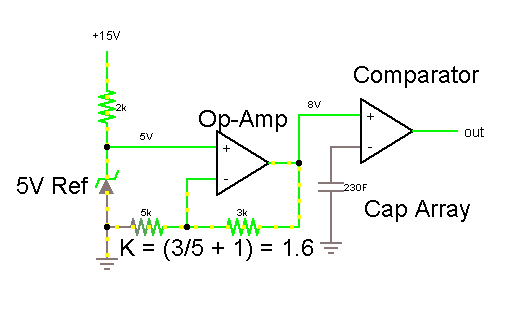 +15V
Comparator
8V
2k
Op-Amp
+
5V
+
out
-
-
5V Ref
230F
5k
3k
Cap Array
K = (3/5 + 1) = 1.6